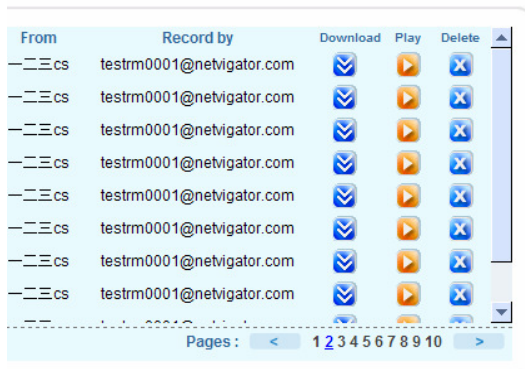 From Record by Download Play Delete
一二三cs testrm0001@netvigator.com
一二三cs testrm0001@netvigator.com
一二三cs testrm0001@netvigator.com
一二三cs testrm0001@netvigator.com
一二三cs testrm0001@netvigator.com
一二三cs testrm0001@netvigator.com
一二三cs testrm0001@netvigator.com
一二三cs testrm0001@netvigator.com
Pages : < 1 2 3 4 5 6 7 8 9 10 >